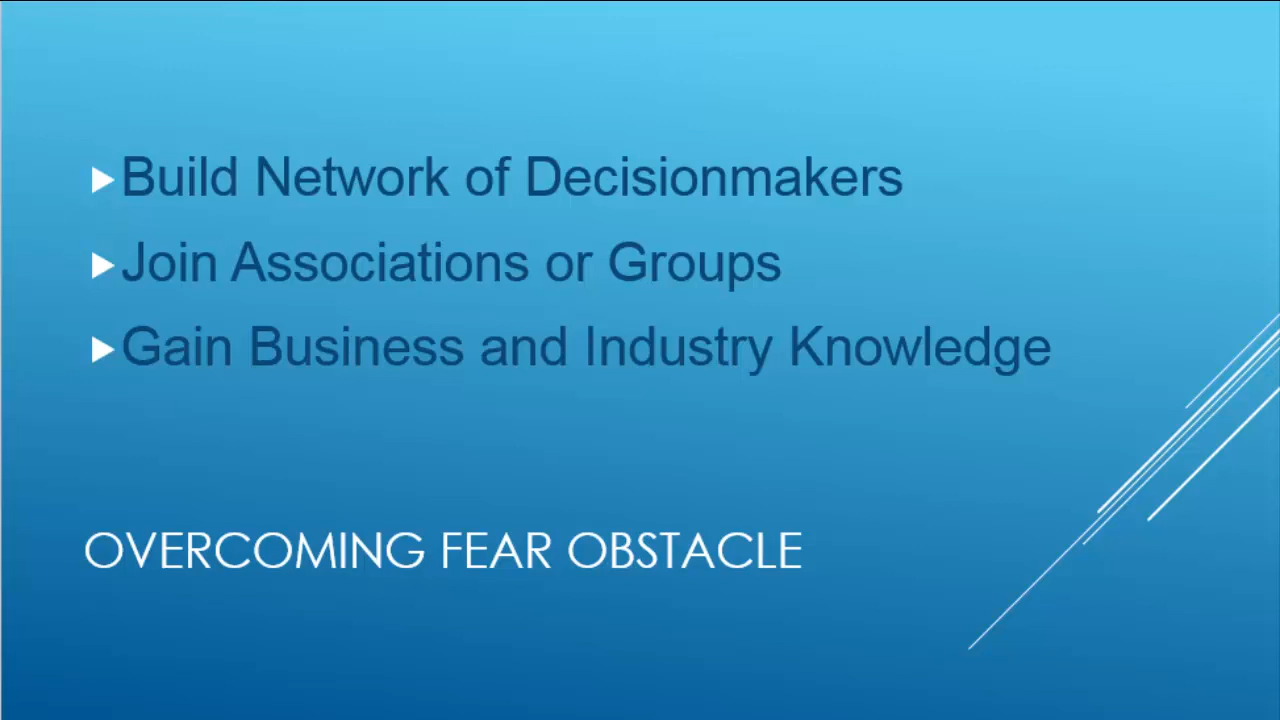 Build Network of Decisionmakers
Join Associations or Groups
Gain Business and Industry Knowledge
OVERCOMING FEAR OBSTACLE